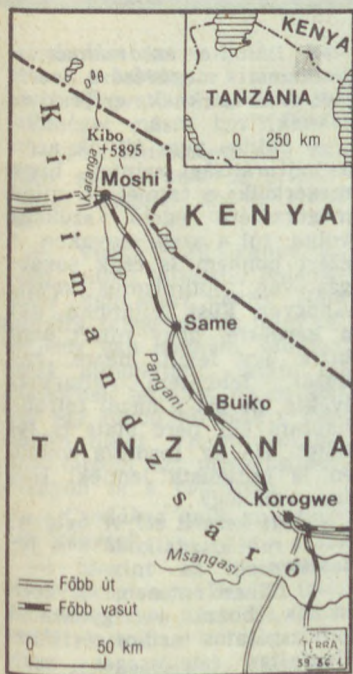 KENYA
TANZÁNIA
0 250 km
Kibo
+5895
Karanga
Moshi
Kilimandzsáró
KENYA
Same
Pangani
Buiko
TANZÁNIA
Korogwe
Msangasi
Főbb út
Főbb vasút
0 50 km
TERRA